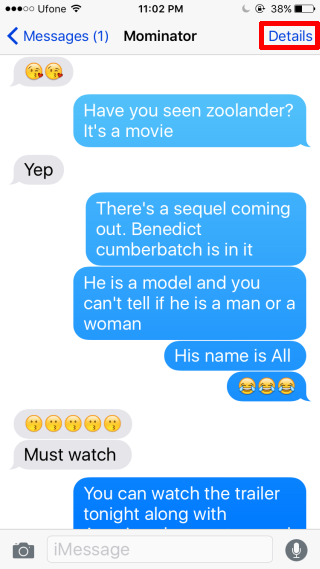 Ufone 11:02 PM 38%
Messages (1) Mominator Details
😘😘
Have you seen zoolander?
It's a movie
Yep
There's a sequel coming
out. Benedict
cumberbatch is in it
He is a model and you
can't tell if he is a man or a
woman
His name is All
😂😂😂
😗😗😗😗😗
Must watch
You can watch the trailer
tonight along with
iMessage